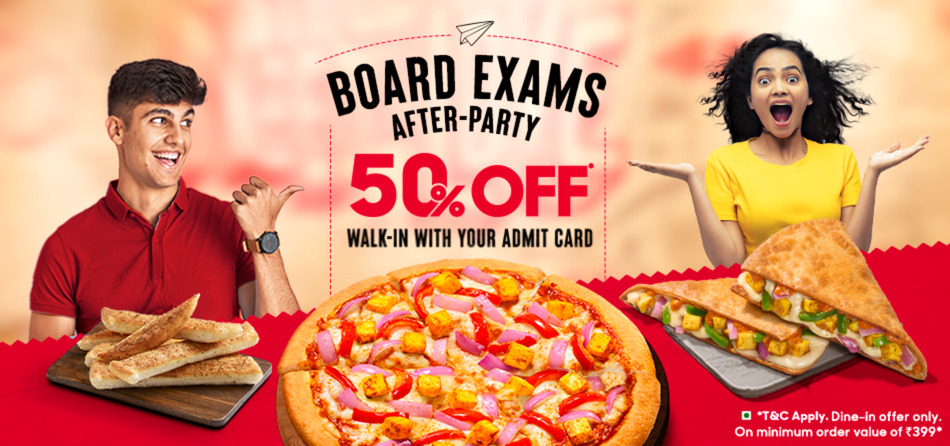 BOARD EXAMS
AFTER-PARTY
50% OFF*
WALK-IN WITH YOUR ADMIT CARD
*T&C Apply. Dine-in offer only.
On minimum order value of ₹399*